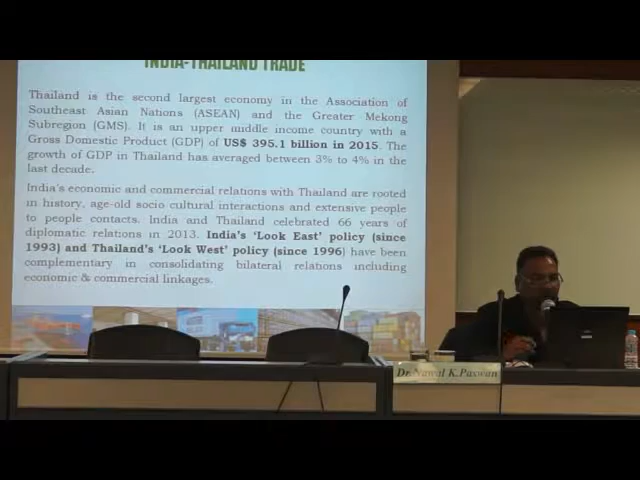 INDIA-THAILAND TRADE
Thailand is the second largest economy in the Association of
Southeast Asian Nations (ASEAN) and the Greater Mekong
Subregion (GMS). It is an upper middle income country with a
Gross Domestic Product (GDP) of US$ 395.1 billion in 2015. The
growth of GDP in Thailand has averaged between 3% to 4% in the
last decade.
India's economic and commercial relations with Thailand are rooted
in history, age-old socio cultural interactions and extensive people
to people contacts. India and Thailand celebrated 66 years of
diplomatic relations in 2013. India's 'Look East' policy (since
1993) and Thailand's 'Look West' policy (since 1996) have been
complementary in consolidating bilateral relations including
economic & commercial linkages.
Dr. Nawal K.Paswan